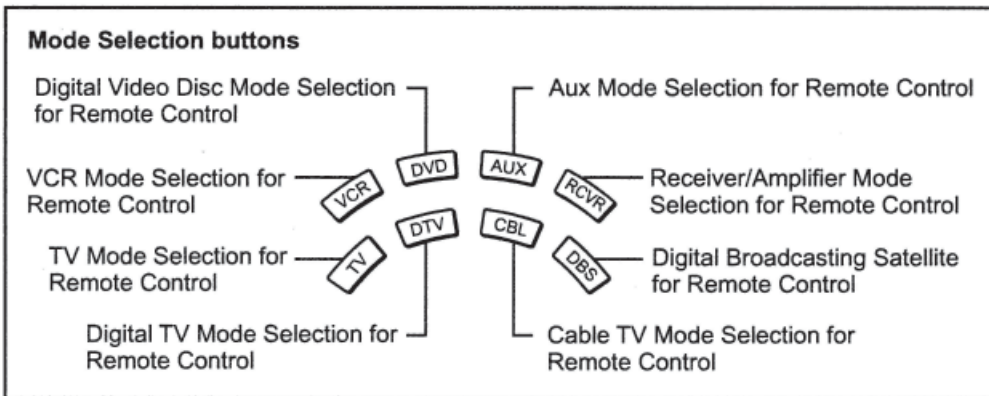 Mode Selection buttons
Digital Video Disc Mode Selection
for Remote Control
Aux Mode Selection for Remote Control
DVD
AUX
VCR Mode Selection for
Remote Control
VCR
RCVR
Receiver/Amplifier Mode
Selection for Remote Control
DTV
CBL
TV Mode Selection for
Remote Control
TV
DBS
Digital Broadcasting Satellite
for Remote Control
Digital TV Mode Selection for
Remote Control
Cable TV Mode Selection for
Remote Control